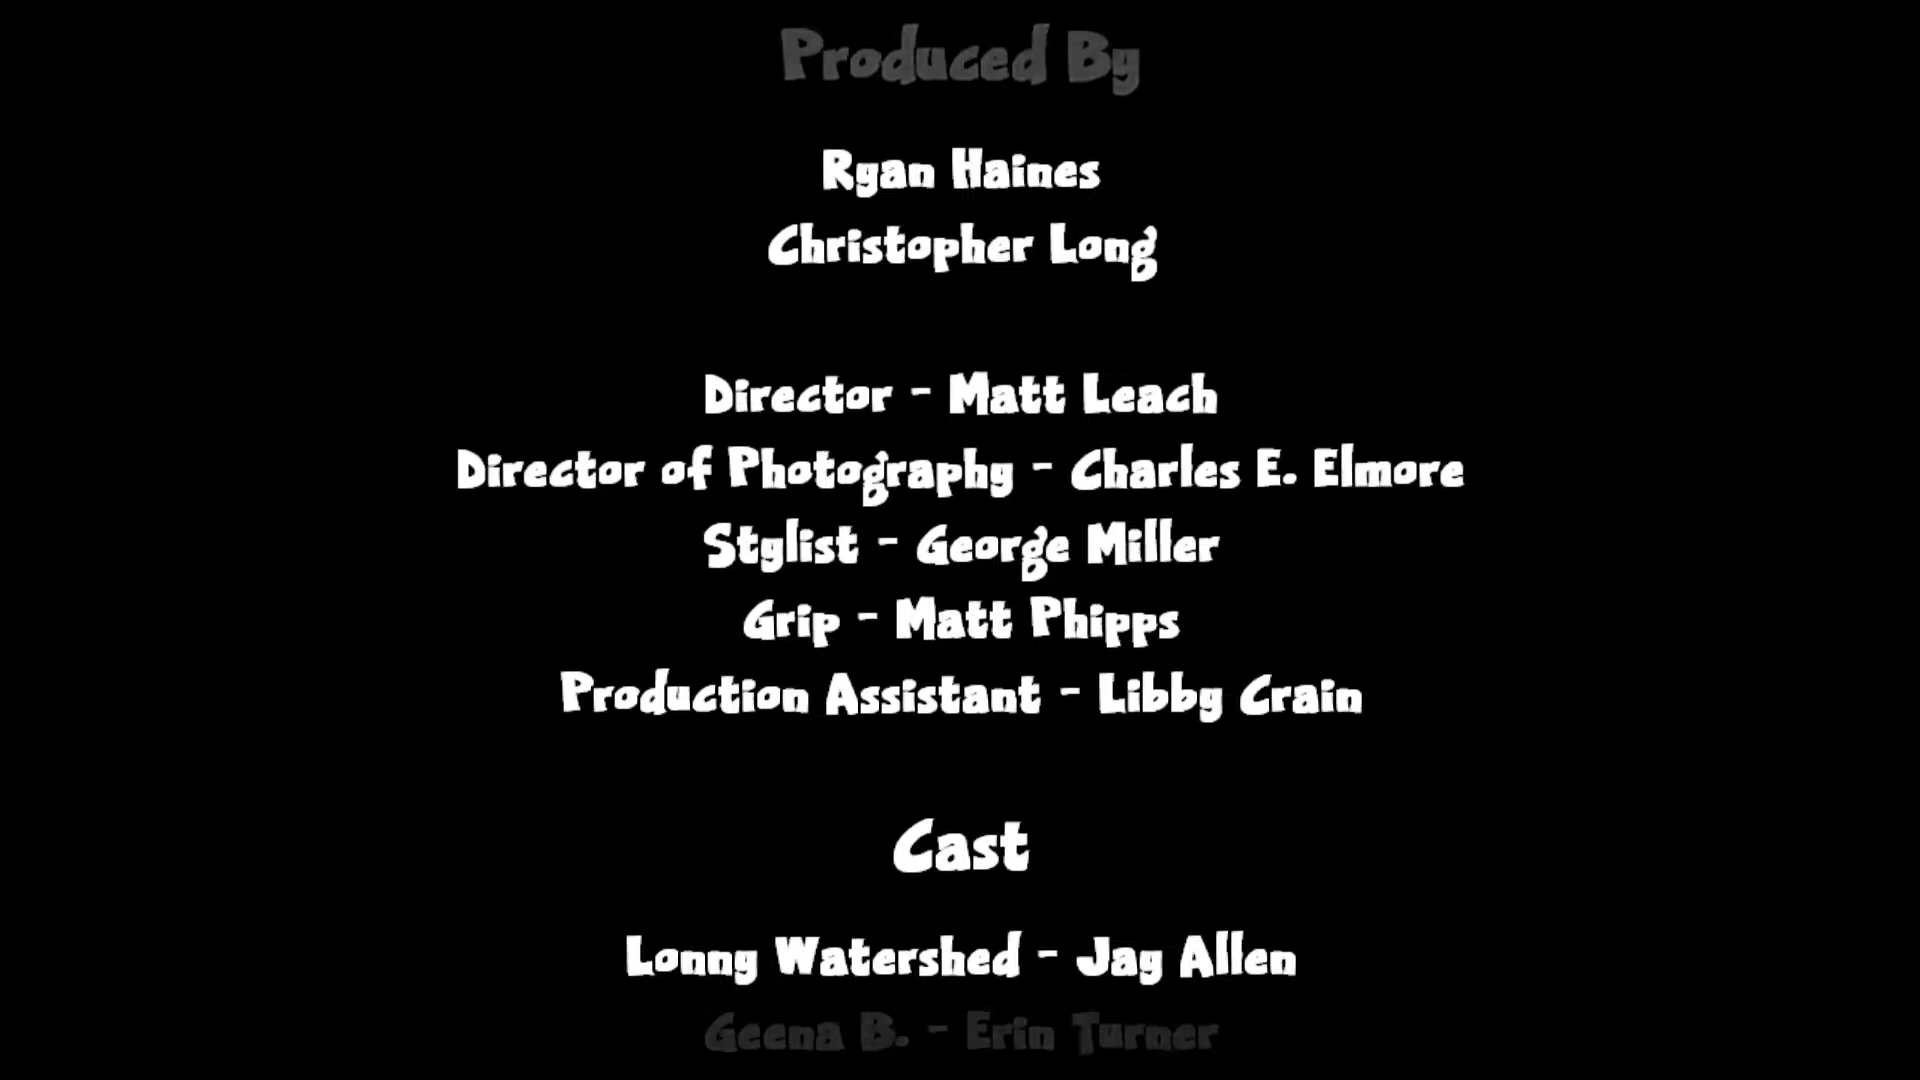 Produced By
Ryan Haines
Christopher Long
Director - Matt Leach
Director of Photography - Charles E. Elmore
Stylist - George Miller
Grip - Matt Phipps
Production Assistant - Libby Crain
Cast
Lonny Watershed - Jay Allen
Geena B. - Erin Turner